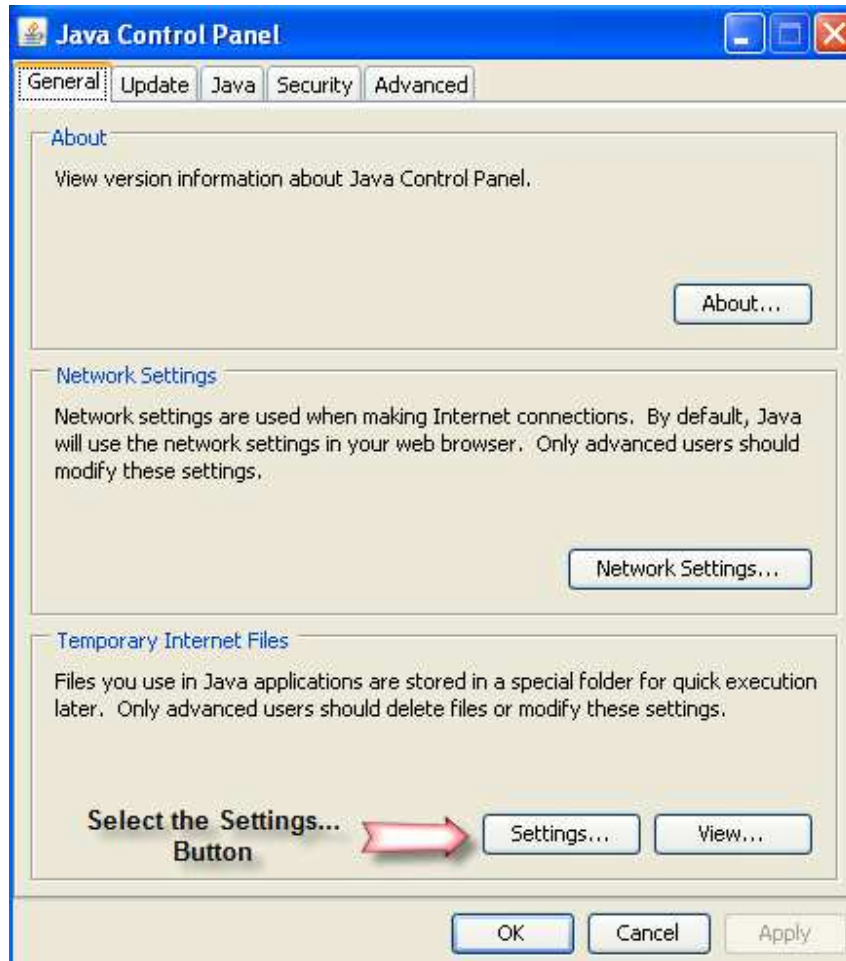 Java Control Panel
General Update Java Security Advanced
About
View version information about Java Control Panel.
About...
Network Settings
Network settings are used when making Internet connections.  By default, Java
will use the network settings in your web browser.  Only advanced users should
modify these settings.
Network Settings...
Temporary Internet Files
Files you use in Java applications are stored in a special folder for quick execution
later.  Only advanced users should delete files or modify these settings.
Select the Settings...
Button
Settings... View...
OK Cancel Apply